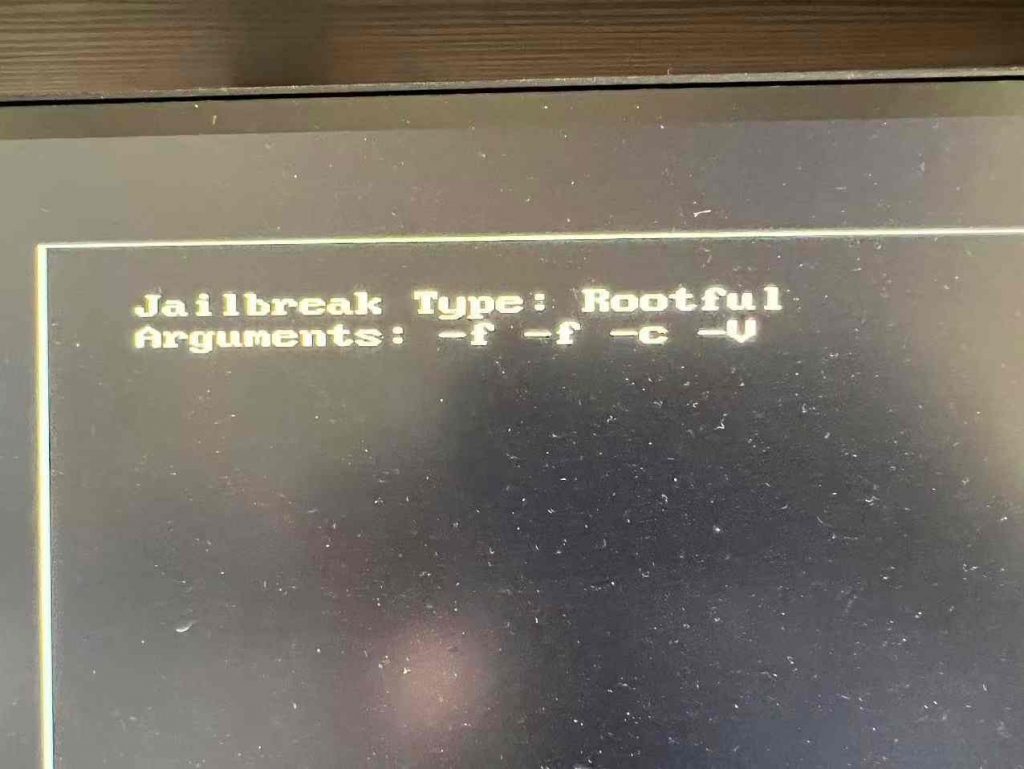 Jailbreak Type: Rootful
Arguments: -f -f -c -V